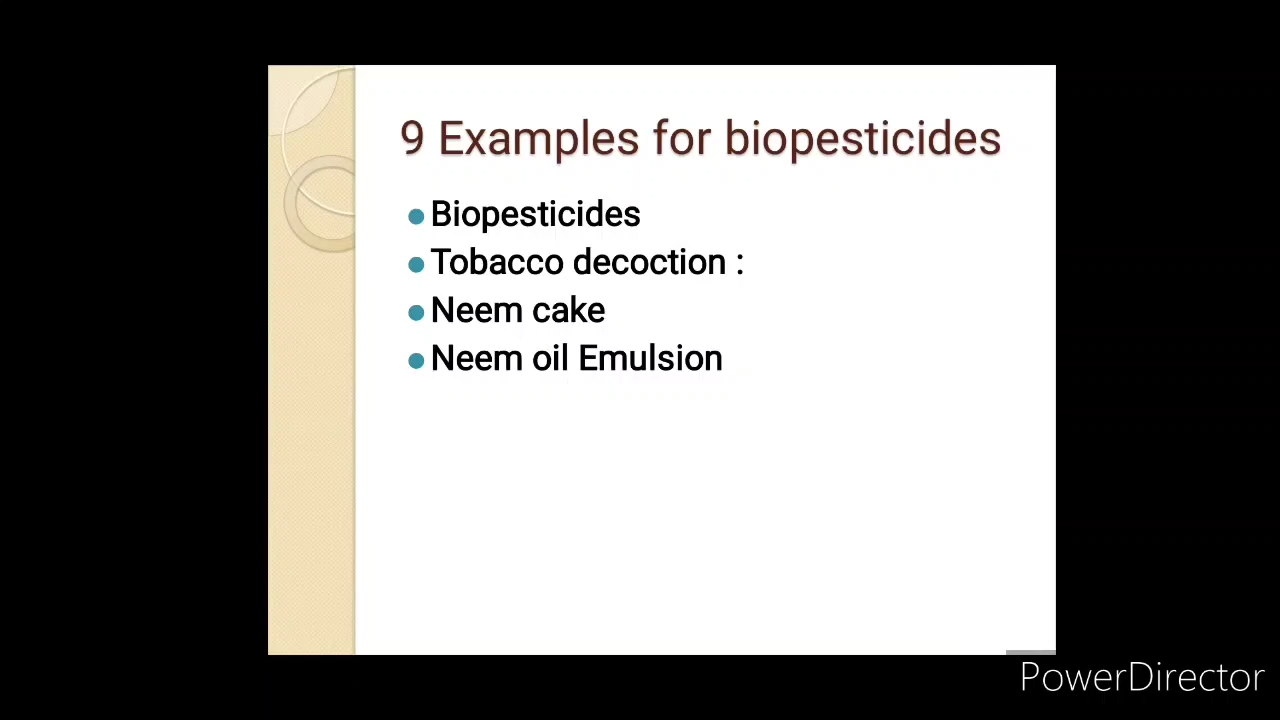 9 Examples for biopesticides
Biopesticides
Tobacco decoction :
Neem cake
Neem oil Emulsion
PowerDirector